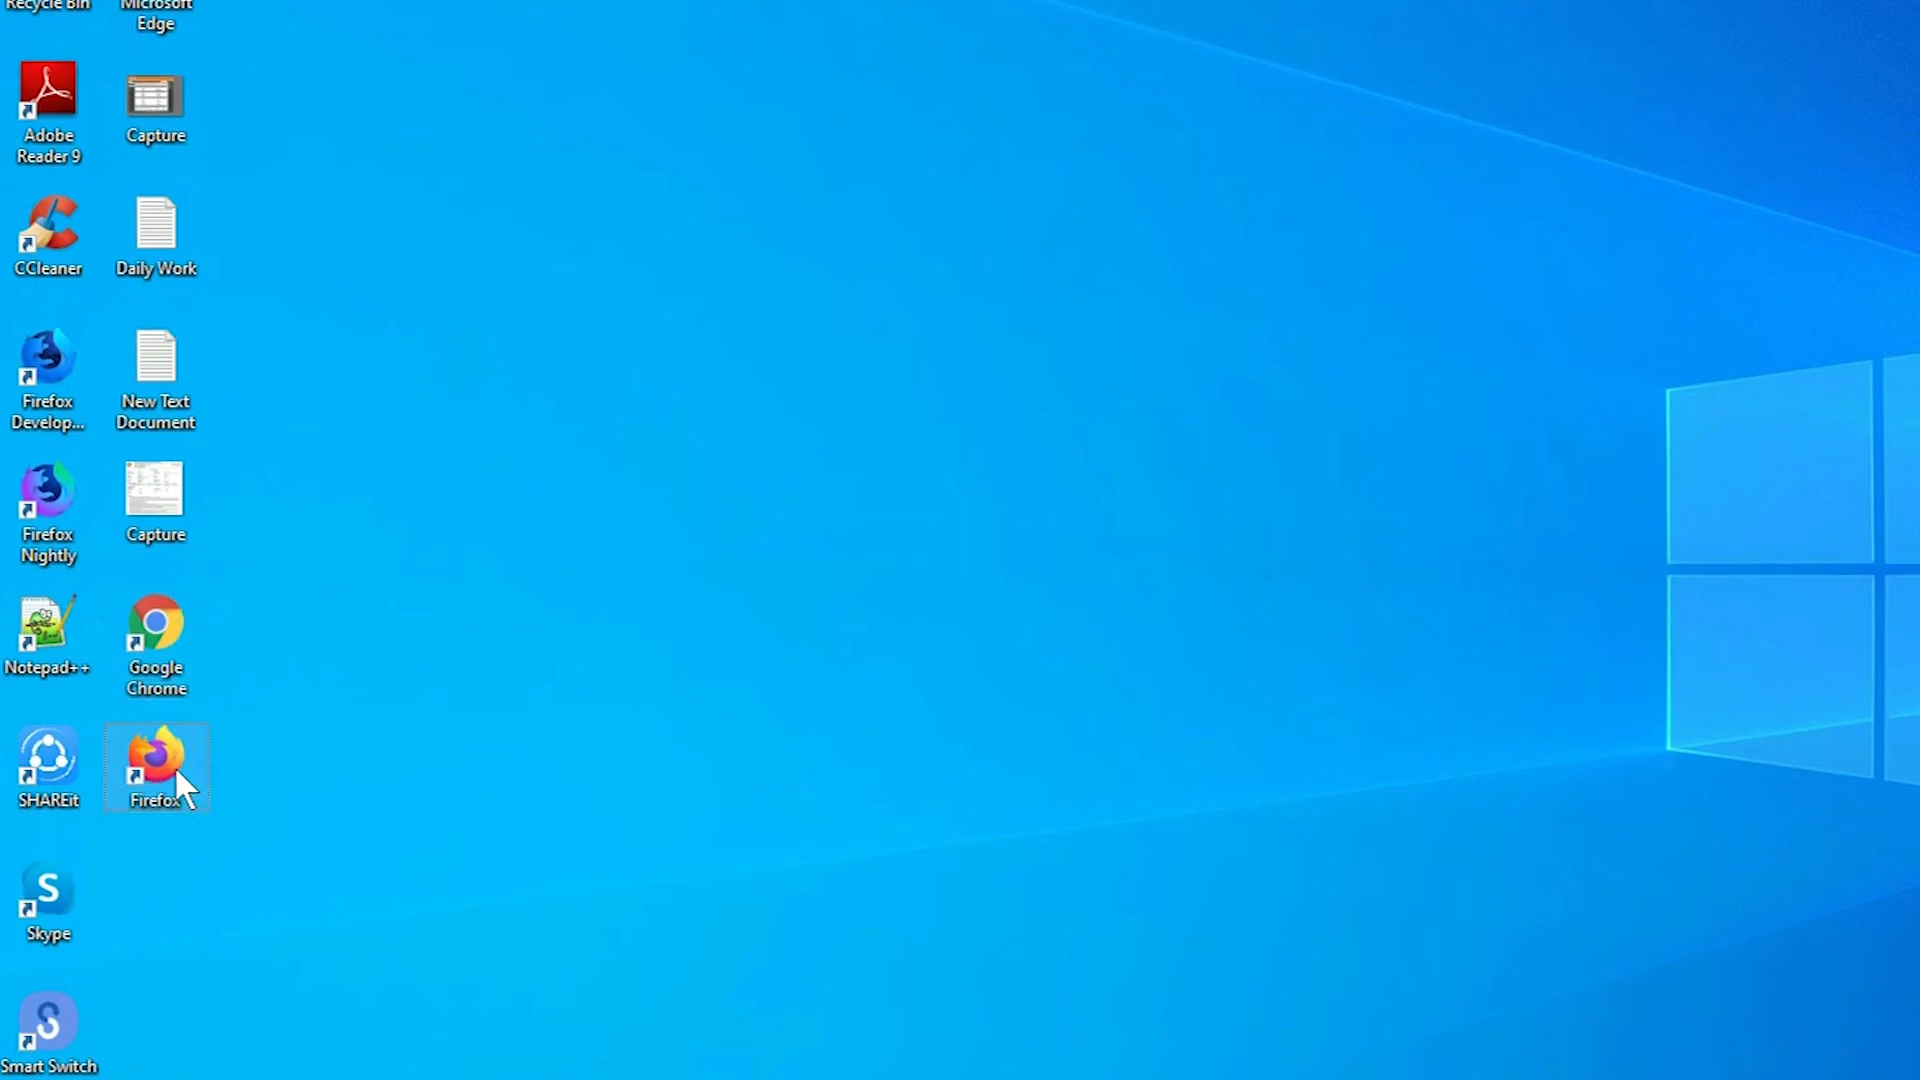 Recycle Bin
Microsoft
Edge
Adobe
Reader 9
Capture
CCleaner
Daily Work
Firefox
Develop...
New Text
Document
Firefox
Nightly
Capture
Notepad++
Google
Chrome
SHAREit
Firefox
S
Skype
Smart Switch